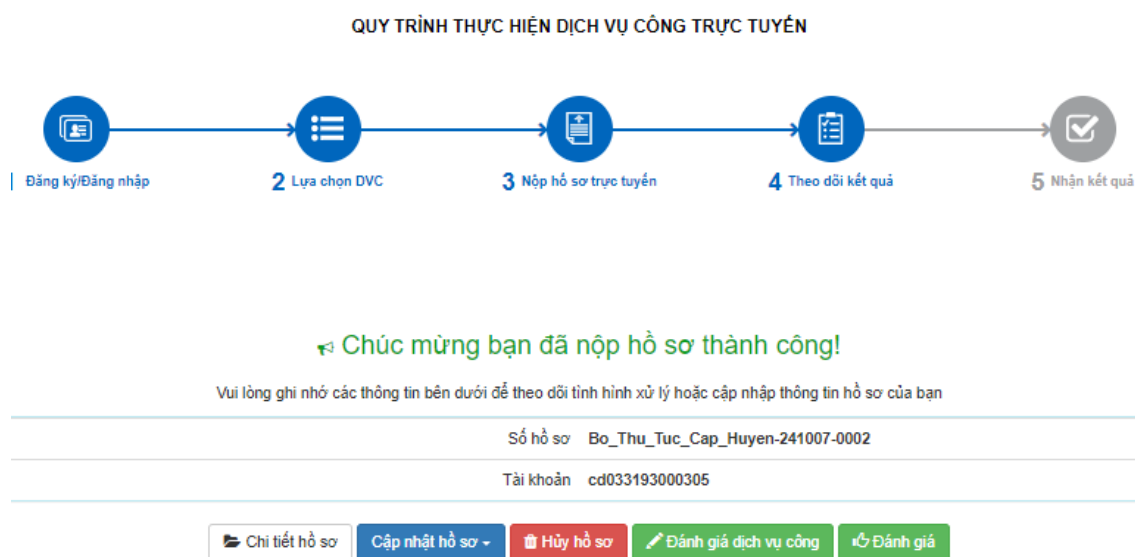 QUY TRÌNH THỰC HIỆN DỊCH VỤ CÔNG TRỰC TUYẾN
Đăng ký/Đăng nhập
2 Lựa chọn DVC
3 Nộp hồ sơ trực tuyến
4 Theo dõi kết quả
5 Nhận kết quả
Chúc mừng bạn đã nộp hồ sơ thành công!
Vui lòng ghi nhớ các thông tin bên dưới để theo dõi tình hình xử lý hoặc cập nhập thông tin hồ sơ của bạn
Số hồ sơ Bo_Thu_Tuc_Cap_Huyen-241007-0002
Tài khoản cd033193000305
Chi tiết hồ sơ Cập nhật hồ sơ Hủy hồ sơ Đánh giá dịch vụ công Đánh giá